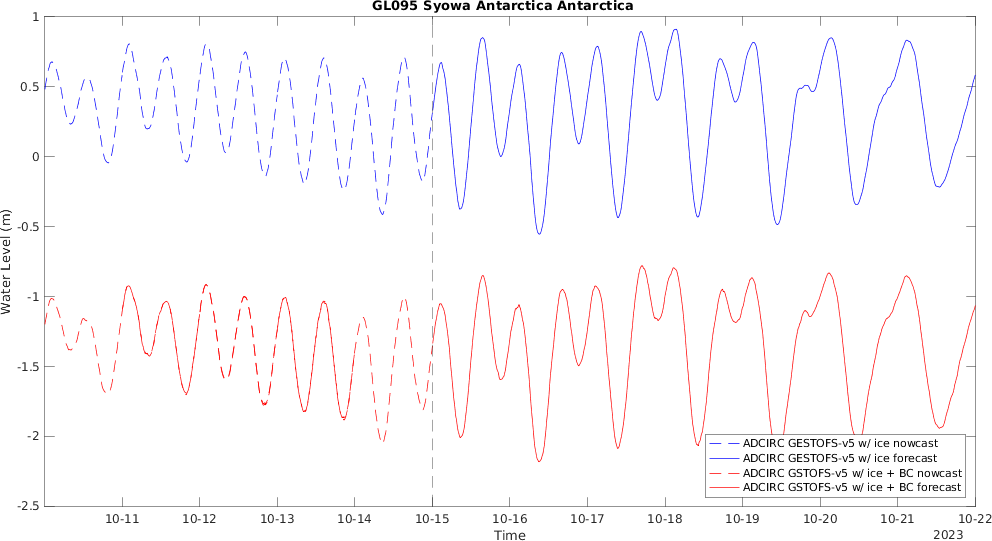 GL095 Syowa Antarctica Antarctica
1
0.5
0
-0.5
-1
-1.5
-2
-2.5
Water Level (m)
ADCIRC GESTOFS-v5 w/ ice nowcast
ADCIRC GESTOFS-v5 w/ ice forecast
ADCIRC GSTOFS-v5 w/ ice + BC nowcast
ADCIRC GSTOFS-v5 w/ ice + BC forecast
10-11 10-12 10-13 10-14 10-15 10-16 10-17 10-18 10-19 10-20 10-21 10-22
Time
2023